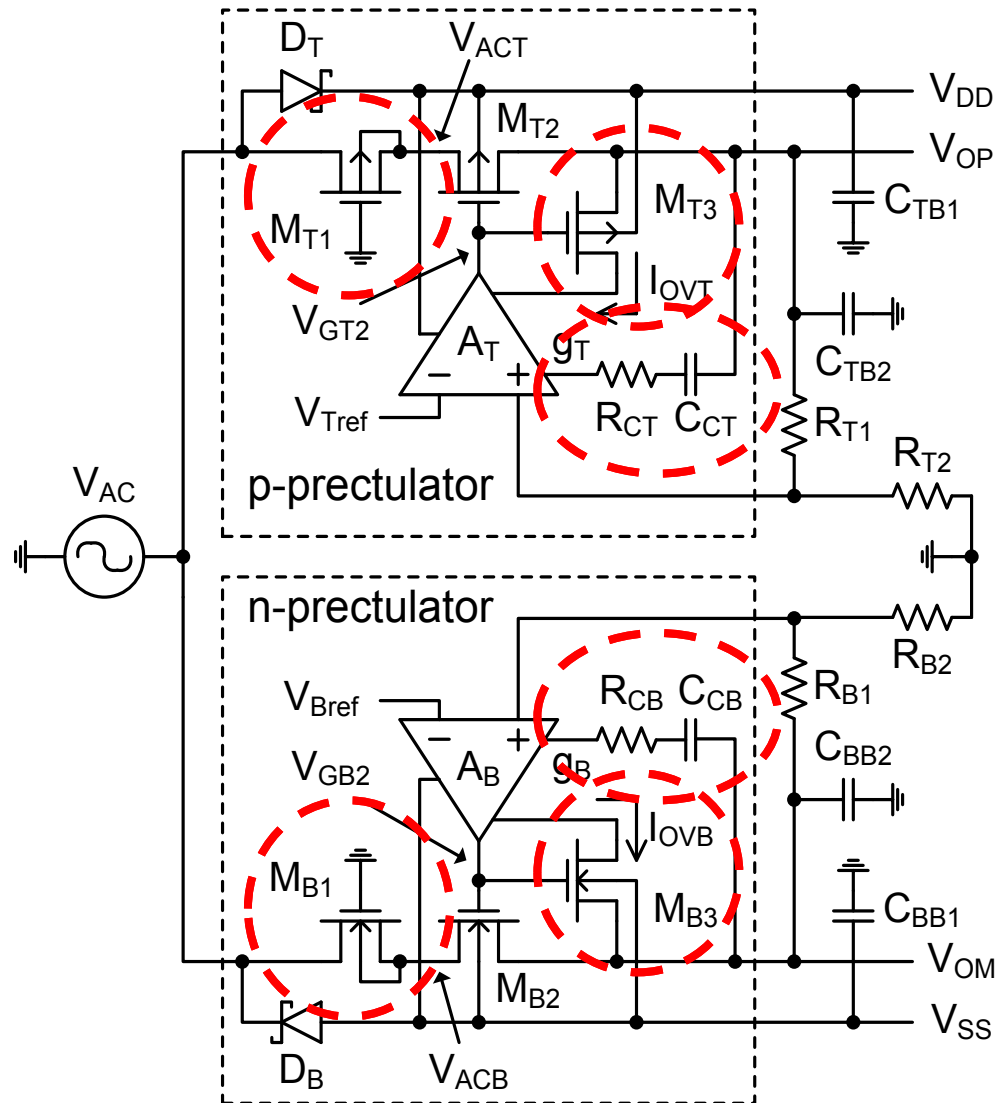 D_T
V_ACT
V_DD
M_T2
V_OP
M_T1
M_T3
C_TB1
V_GT2
I_OVT
A_T
g_T
C_TB2
− +
R_CT
C_CT
V_Tref
R_T1
R_T2
p-prectulator
V_AC
n-prectulator
R_B2
R_CB
C_CB
V_Bref
R_B1
− +
A_B
g_B
C_BB2
V_GB2
I_OVB
M_B1
M_B3
C_BB1
V_OM
M_B2
V_SS
D_B
V_ACB